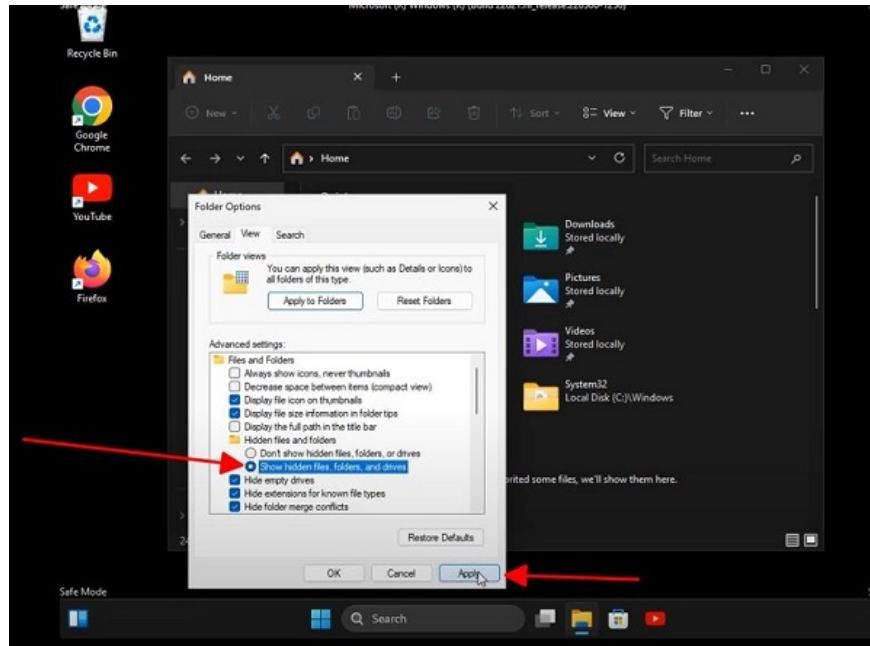 Recycle Bin
Google
Chrome
YouTube
Firefox
Home
New
Sort
View
Filter
Home
Search Home
Folder Options
General View Search
Folder views
You can apply this view (such as Details or Icons) to
all folders of this type.
Apply to Folders Reset Folders
Advanced settings:
Files and Folders
Always show icons, never thumbnails
Decrease space between items (compact view)
Display file icon on thumbnails
Display file size information in folder tips
Display the full path in the title bar
Hidden files and folders
Don't show hidden files, folders, or drives
Show hidden files, folders, and drives
Hide empty drives
Hide extensions for known file types
Hide folder merge conflicts
Restore Defaults
OK Cancel Apply
Downloads
Stored locally
Pictures
Stored locally
Videos
Stored locally
System32
Local Disk (C:)\Windows
some files, we'll show them here.
Safe Mode
Search